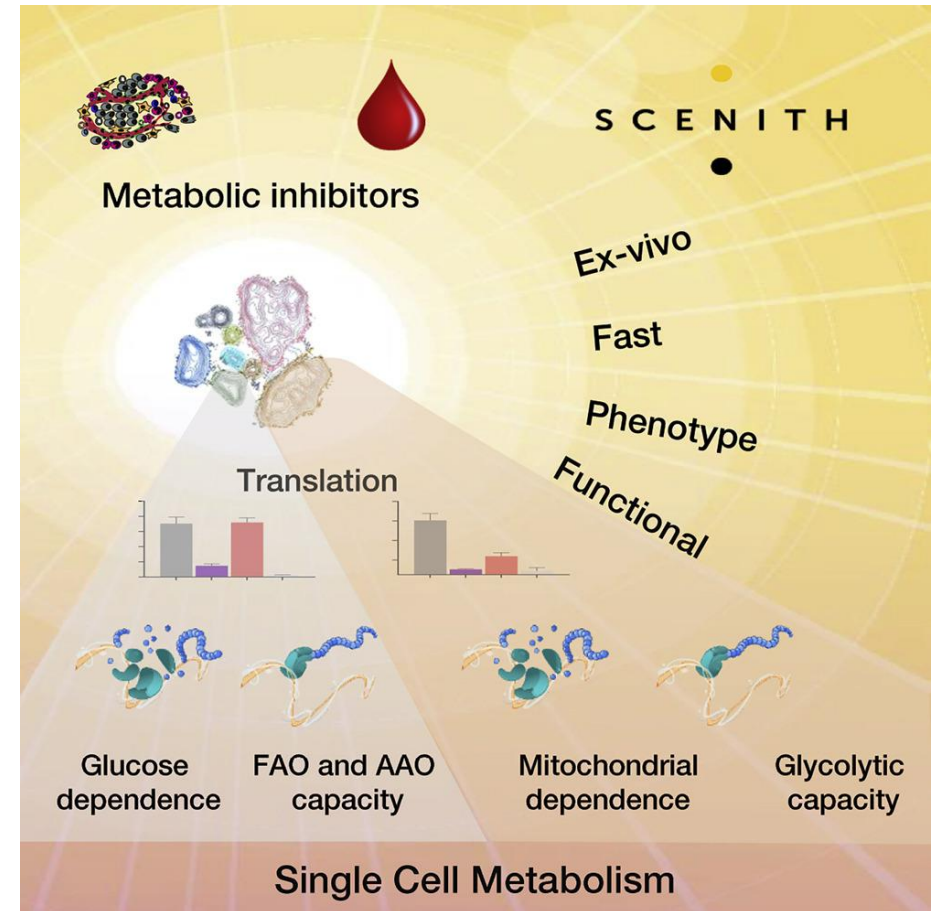 SCENITH
Metabolic inhibitors
Ex-vivo
Fast
Phenotype
Functional
Translation
Glucose
dependence
FAO and AAO
capacity
Mitochondrial
dependence
Glycolytic
capacity
Single Cell Metabolism